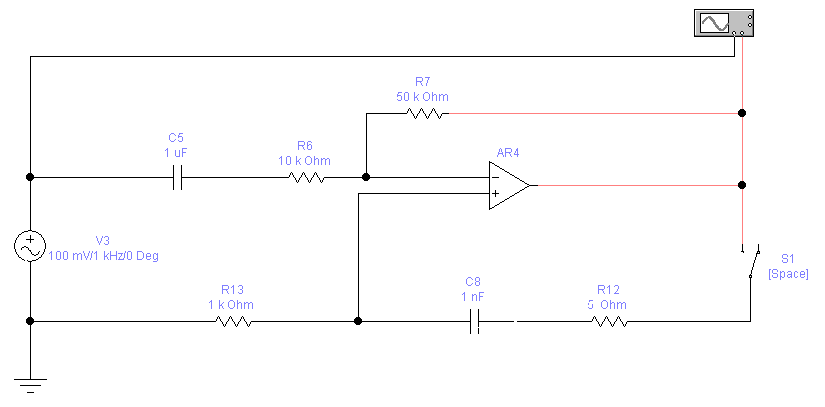 R7
50 k Ohm
C5
1 uF
R6
10 k Ohm
AR4
−
+
+
V3
100 mV/1 kHz/0 Deg
S1
[Space]
R13
1 k Ohm
C8
1 nF
R12
5 Ohm